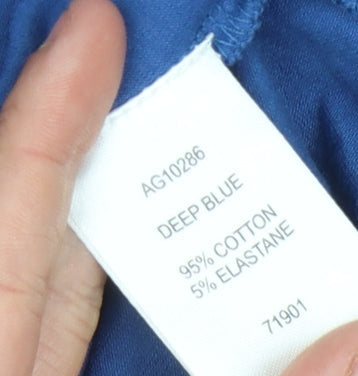 AG10286
DEEP BLUE
95% COTTON
5% ELASTANE
71901